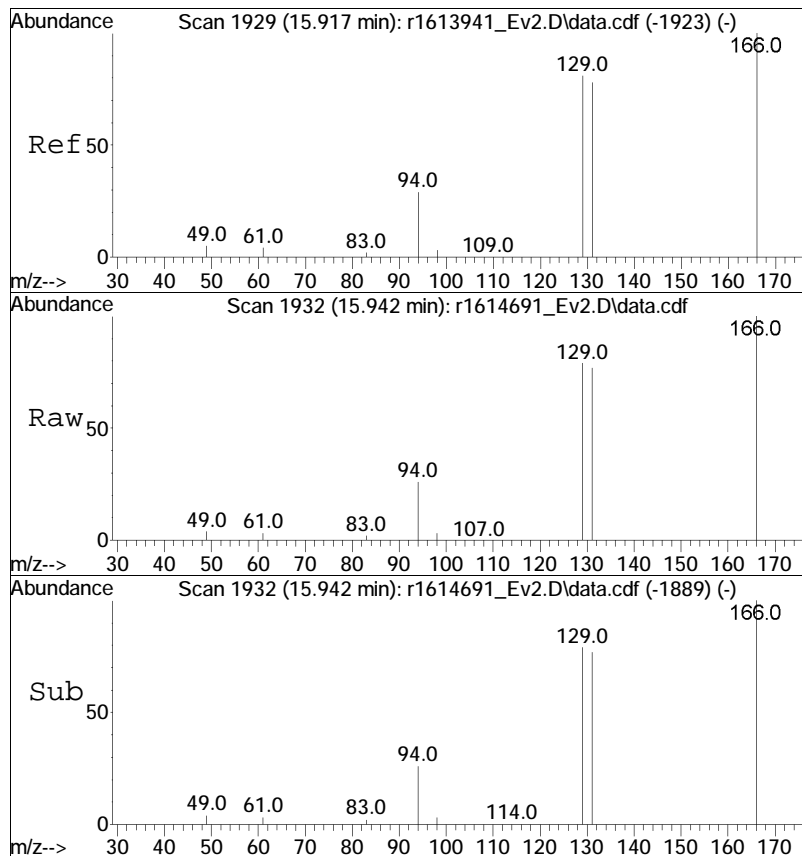 Abundance Scan 1929 (15.917 min): r1613941_Ev2.D\data.cdf (-1923) (-)
166.0
129.0
Ref 50
94.0
49.0 61.0 83.0 109.0
0
m/z--> 30 40 50 60 70 80 90 100 110 120 130 140 150 160 170
Abundance Scan 1932 (15.942 min): r1614691_Ev2.D\data.cdf
166.0
129.0
Raw 50
94.0
49.0 61.0 83.0 107.0
0
m/z--> 30 40 50 60 70 80 90 100 110 120 130 140 150 160 170
Abundance Scan 1932 (15.942 min): r1614691_Ev2.D\data.cdf (-1889) (-)
166.0
129.0
Sub 50
94.0
49.0 61.0 83.0 114.0
0
m/z--> 30 40 50 60 70 80 90 100 110 120 130 140 150 160 170